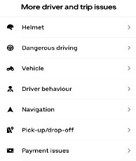 More driver and trip issues
Helmet
Dangerous driving
Vehicle
Driver behaviour
Navigation
Pick-up/drop-off
Payment issues